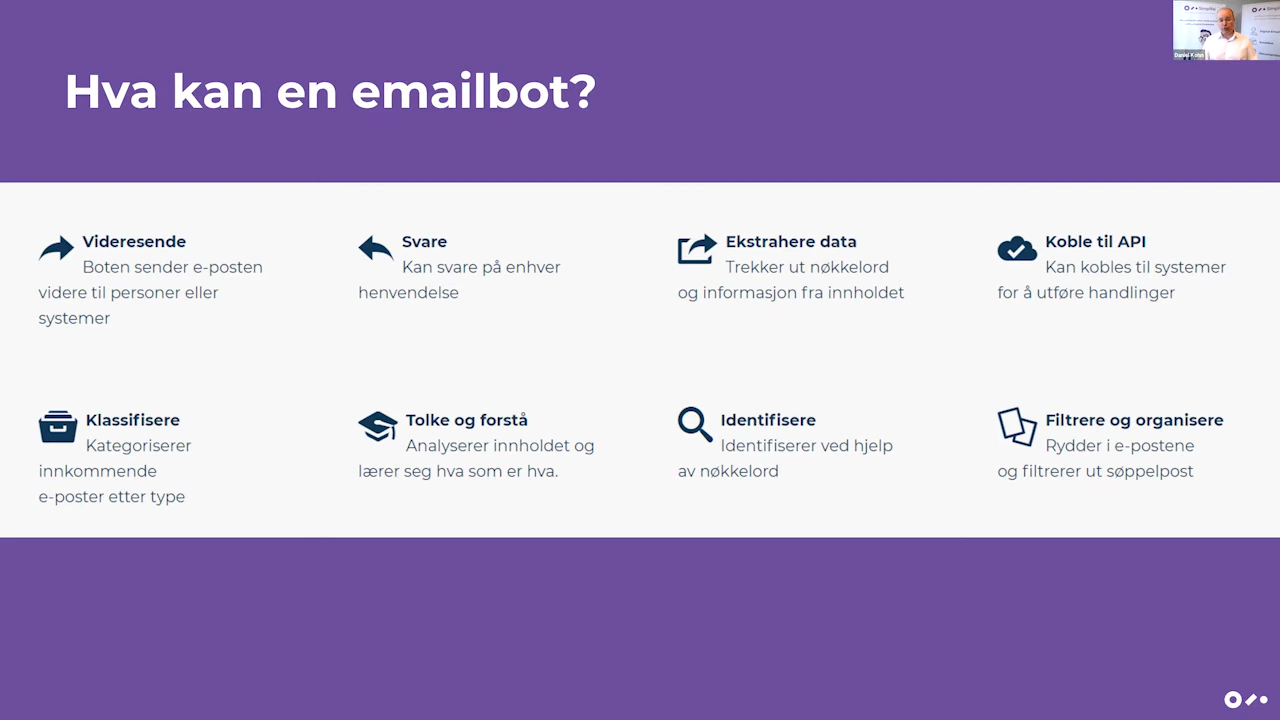 Hva kan en emailbot?
Simplifai
Daniel Kohn
Videresende
Boten sender e-posten
videre til personer eller
systemer
Svare
Kan svare på enhver
henvendelse
Ekstrahere data
Trekker ut nøkkelord
og informasjon fra innholdet
Koble til API
Kan kobles til systemer
for å utføre handlinger
Klassifisere
Kategoriserer
innkommende
e-poster etter type
Tolke og forstå
Analyserer innholdet og
lærer seg hva som er hva.
Identifisere
Identifiserer ved hjelp
av nøkkelord
Filtrere og organisere
Rydder i e-postene
og filtrerer ut søppelpost